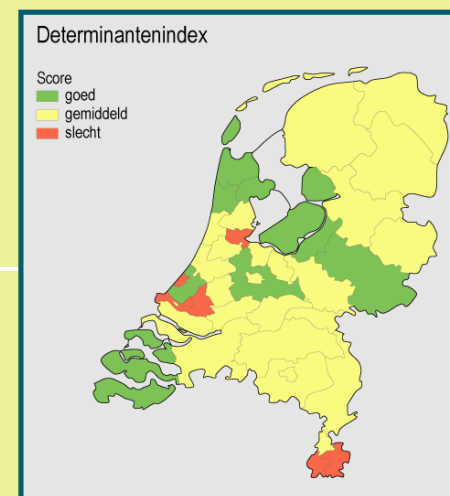 Determinantenindex
Score
goed
gemiddeld
slecht